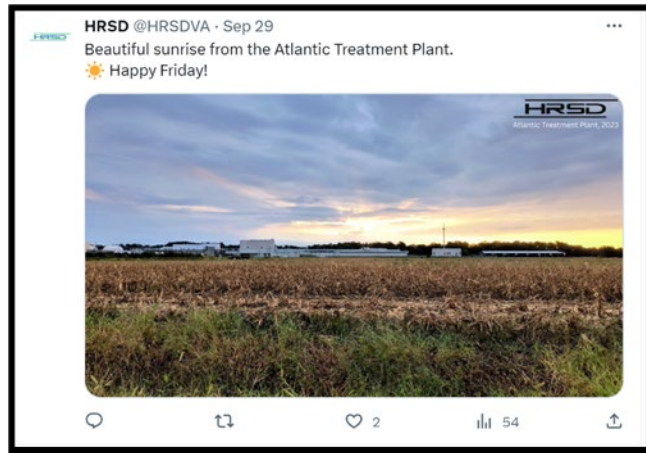 HRSD
HRSD @HRSDVA · Sep 29
Beautiful sunrise from the Atlantic Treatment Plant.
☀️ Happy Friday!
HRSD
Atlantic Treatment Plant, 2023
2
54